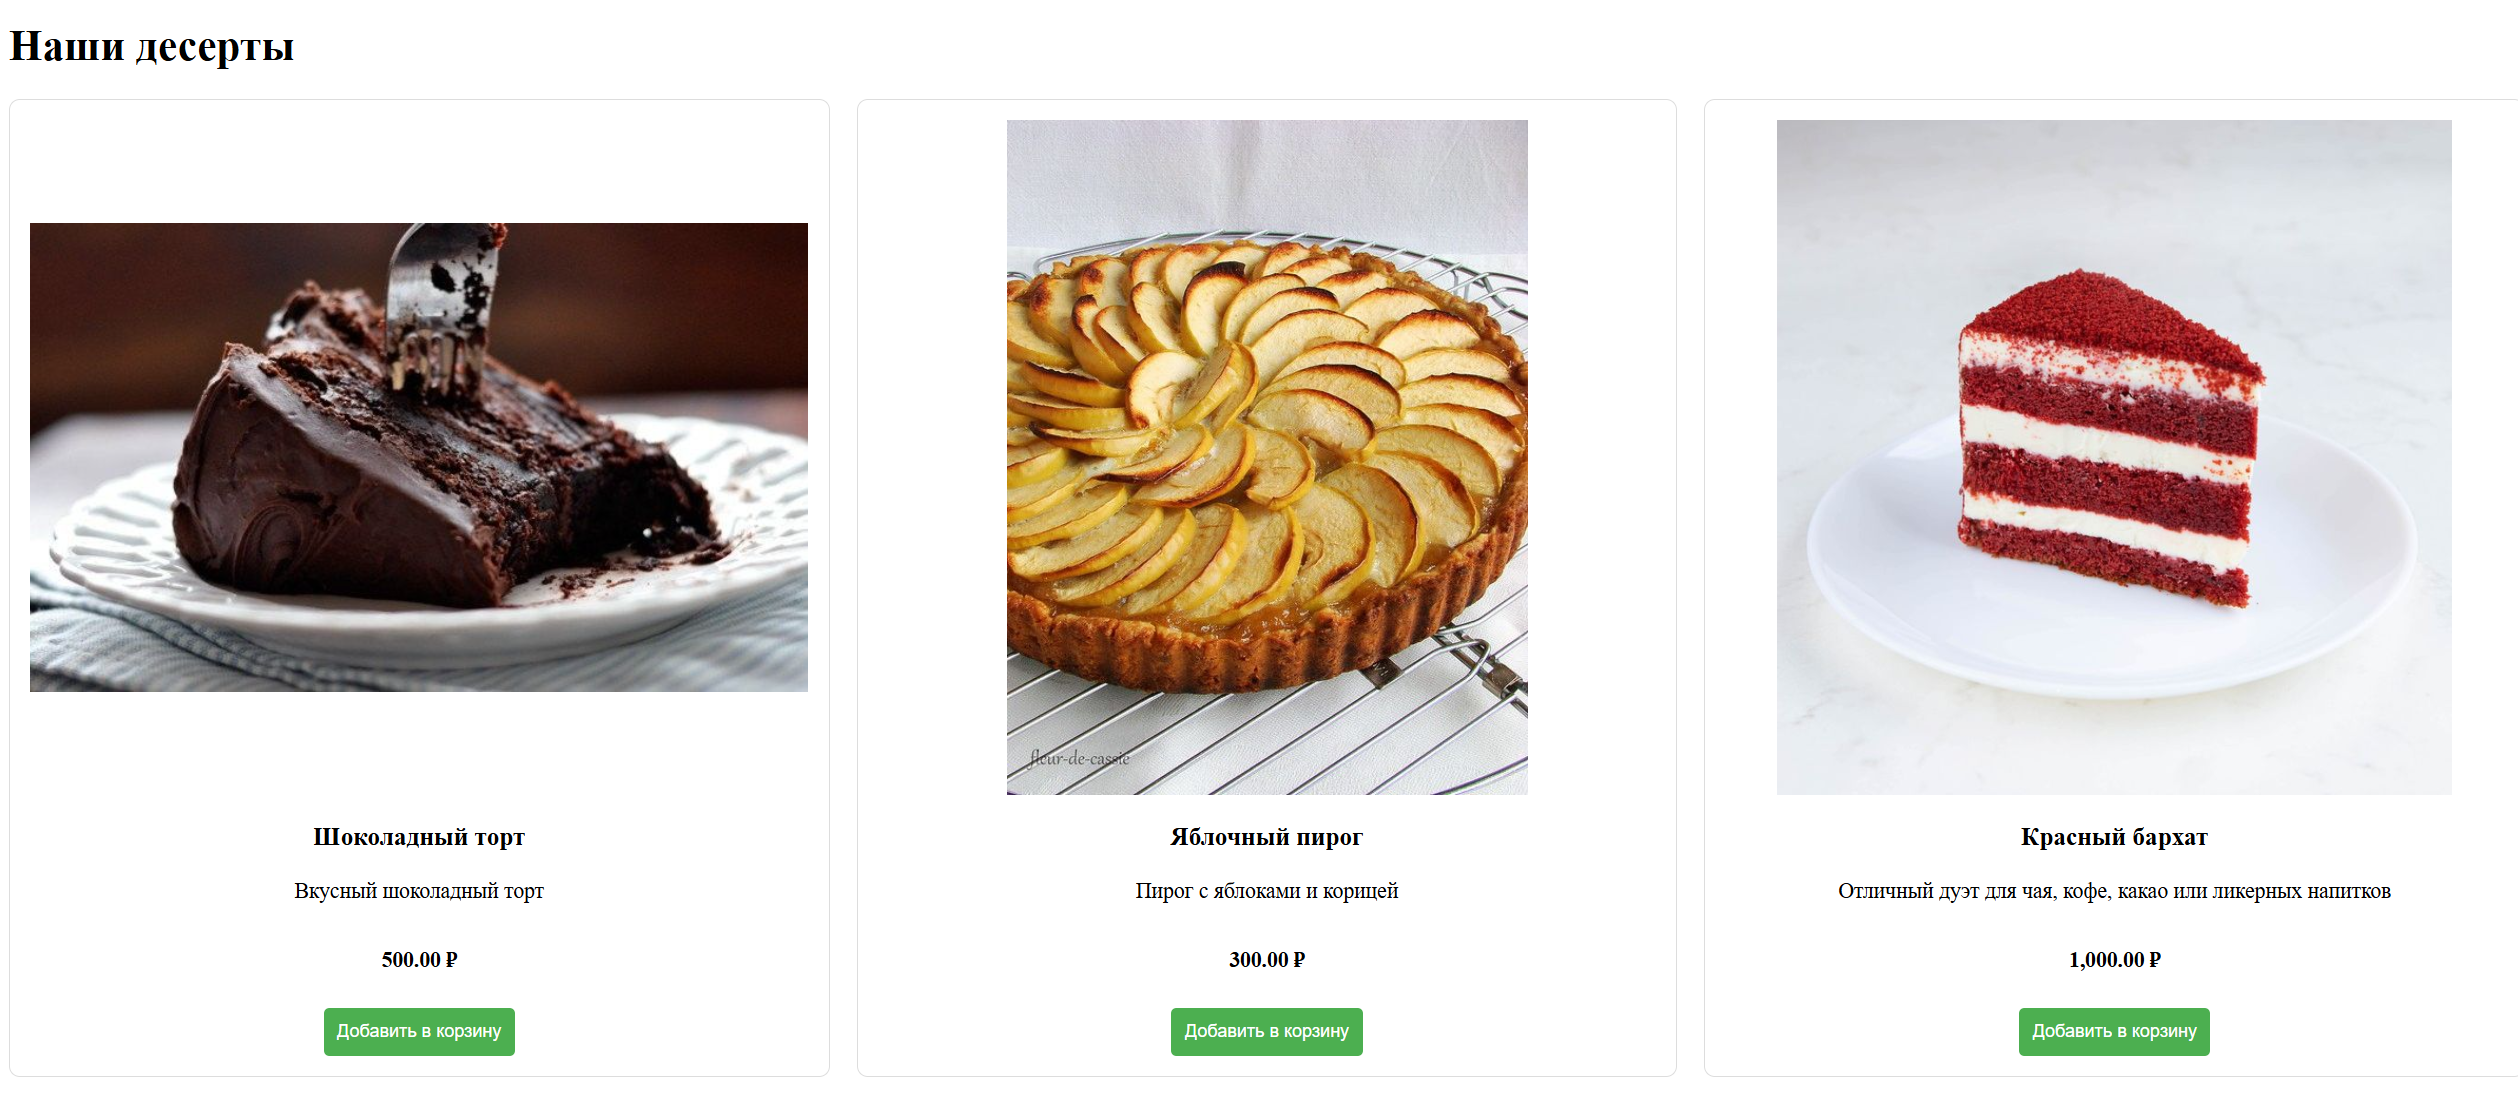 Наши десерты
fleur-de-cassie
Шоколадный торт
Вкусный шоколадный торт
500.00 ₽
Добавить в корзину
Яблочный пирог
Пирог с яблоками и корицей
300.00 ₽
Добавить в корзину
Красный бархат
Отличный дуэт для чая, кофе, какао или ликерных напитков
1,000.00 ₽
Добавить в корзину